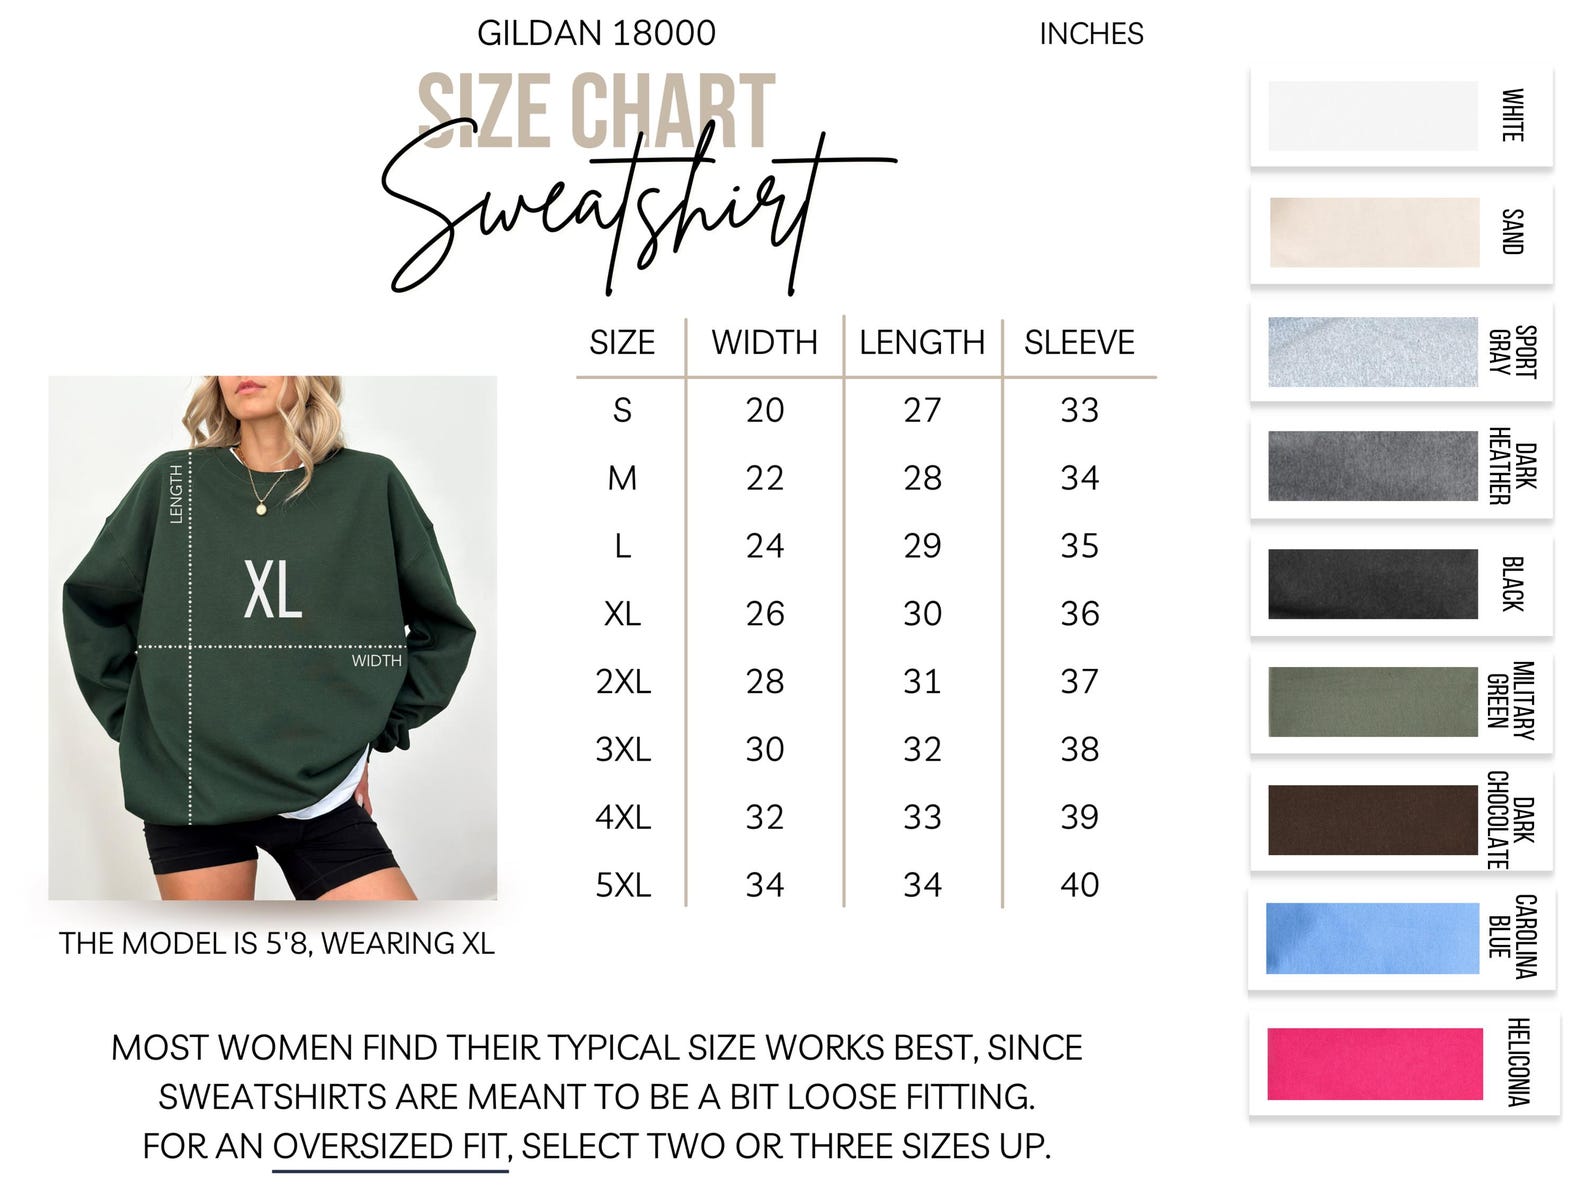 GILDAN 18000
INCHES
SIZE CHART
Sweatshirt
SIZE WIDTH LENGTH SLEEVE
S 20 27 33
M 22 28 34
L 24 29 35
XL 26 30 36
2XL 28 31 37
3XL 30 32 38
4XL 32 33 39
5XL 34 34 40
LENGTH
XL
WIDTH
THE MODEL IS 5'8, WEARING XL
MOST WOMEN FIND THEIR TYPICAL SIZE WORKS BEST, SINCE
SWEATSHIRTS ARE MEANT TO BE A BIT LOOSE FITTING.
FOR AN OVERSIZED FIT, SELECT TWO OR THREE SIZES UP.
WHITE
SAND
SPORT
GRAY
DARK
HEATHER
BLACK
MILITARY
GREEN
DARK
CHOCOLATE
CAROLINA
BLUE
HELICONIA